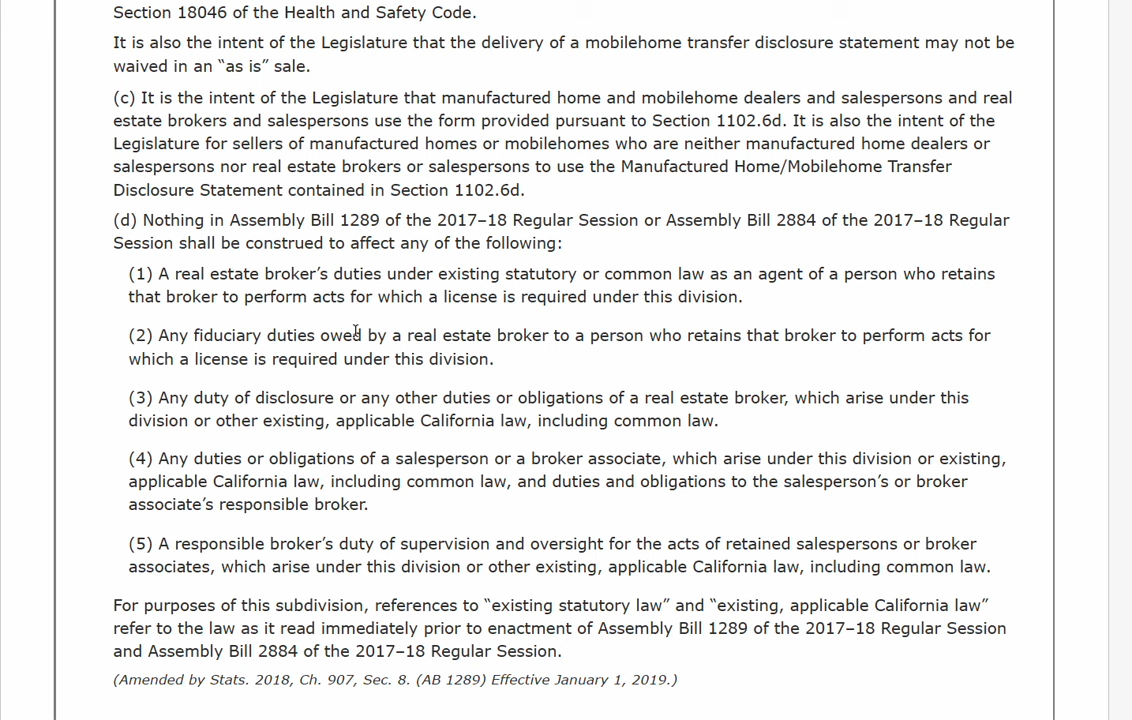 Section 18046 of the Health and Safety Code.
It is also the intent of the Legislature that the delivery of a mobilehome transfer disclosure statement may not be
waived in an “as is” sale.
(c) It is the intent of the Legislature that manufactured home and mobilehome dealers and salespersons and real
estate brokers and salespersons use the form provided pursuant to Section 1102.6d. It is also the intent of the
Legislature for sellers of manufactured homes or mobilehomes who are neither manufactured home dealers or
salespersons nor real estate brokers or salespersons to use the Manufactured Home/Mobilehome Transfer
Disclosure Statement contained in Section 1102.6d.
(d) Nothing in Assembly Bill 1289 of the 2017–18 Regular Session or Assembly Bill 2884 of the 2017–18 Regular
Session shall be construed to affect any of the following:
(1) A real estate broker’s duties under existing statutory or common law as an agent of a person who retains
that broker to perform acts for which a license is required under this division.
(2) Any fiduciary duties owed by a real estate broker to a person who retains that broker to perform acts for
which a license is required under this division.
(3) Any duty of disclosure or any other duties or obligations of a real estate broker, which arise under this
division or other existing, applicable California law, including common law.
(4) Any duties or obligations of a salesperson or a broker associate, which arise under this division or existing,
applicable California law, including common law, and duties and obligations to the salesperson’s or broker
associate’s responsible broker.
(5) A responsible broker’s duty of supervision and oversight for the acts of retained salespersons or broker
associates, which arise under this division or other existing, applicable California law, including common law.
For purposes of this subdivision, references to “existing statutory law” and “existing, applicable California law”
refer to the law as it read immediately prior to enactment of Assembly Bill 1289 of the 2017–18 Regular Session
and Assembly Bill 2884 of the 2017–18 Regular Session.
(Amended by Stats. 2018, Ch. 907, Sec. 8. (AB 1289) Effective January 1, 2019.)